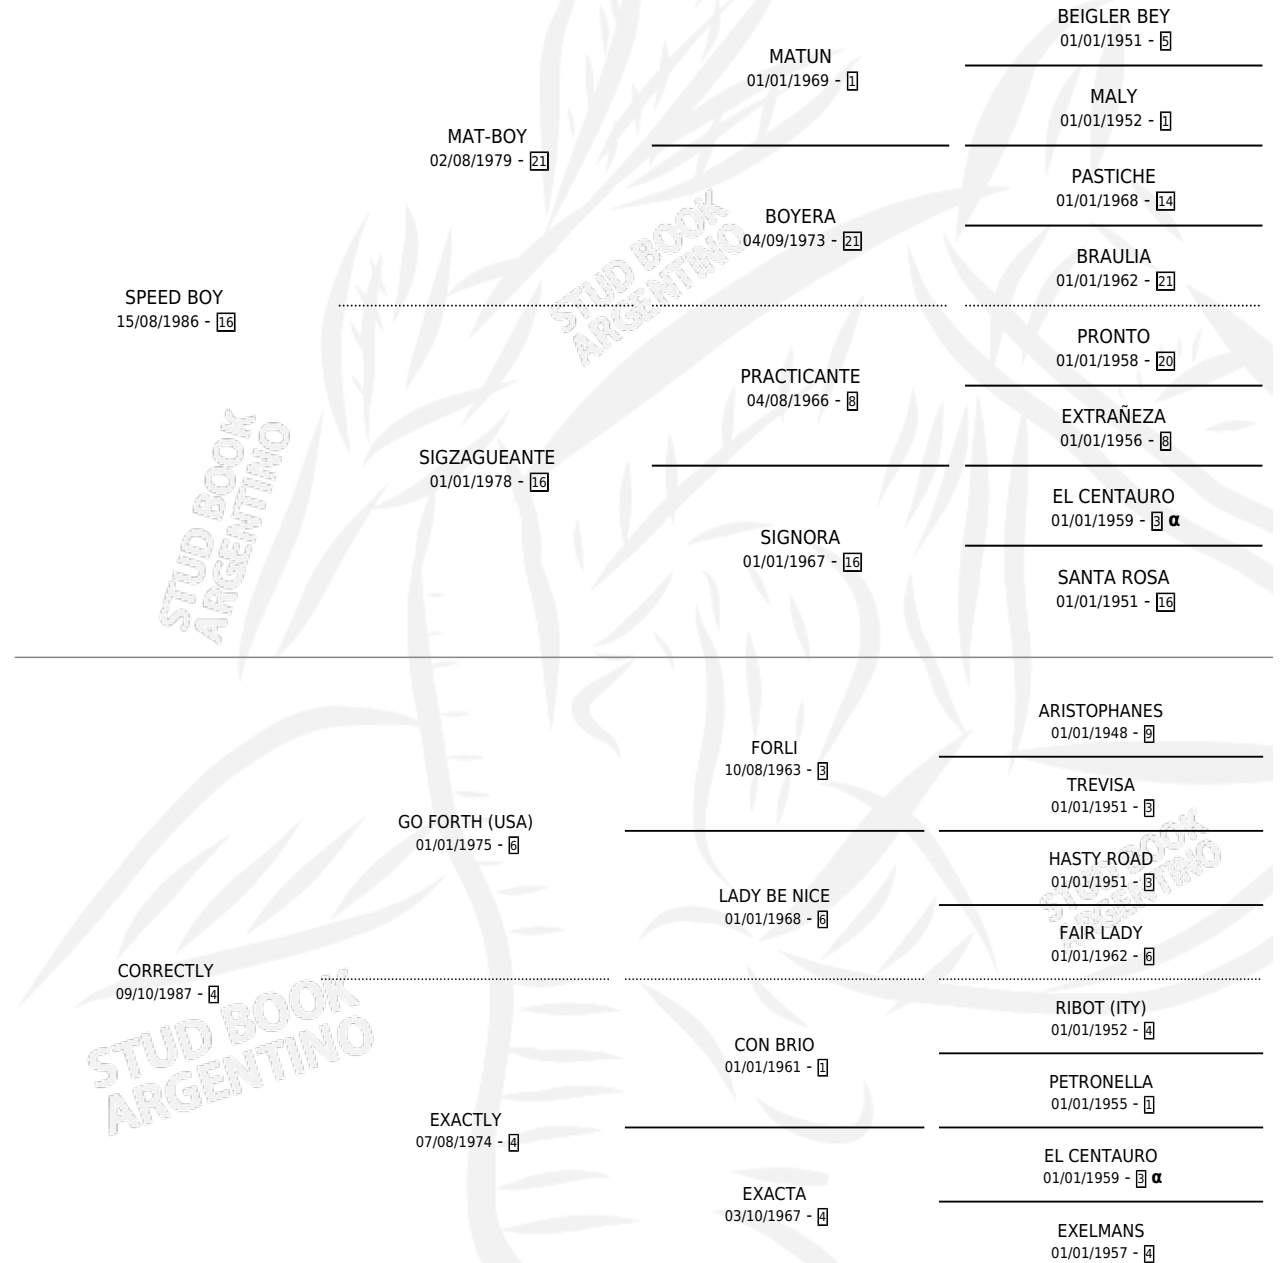 BEIGLER BEY
01/01/1951 - 5
MATUN
01/01/1969 - 1
MALY
01/01/1952 - 1
MAT-BOY
02/08/1979 - 21
PASTICHE
01/01/1968 - 14
BOYERA
04/09/1973 - 21
BRAULIA
01/01/1962 - 21
SPEED BOY
15/08/1986 - 16
PRONTO
01/01/1958 - 20
PRACTICANTE
04/08/1966 - 8
EXTRAÑEZA
01/01/1956 - 8
SIGZAGUEANTE
01/01/1978 - 16
EL CENTAURO
01/01/1959 - 3 α
SIGNORA
01/01/1967 - 16
SANTA ROSA
01/01/1951 - 16
STUD BOOK
ARGENTINO
STUD BOOK
ARGENTINO
ARISTOPHANES
01/01/1948 - 9
FORLI
10/08/1963 - 3
TREVISA
01/01/1951 - 3
GO FORTH (USA)
01/01/1975 - 6
HASTY ROAD
01/01/1951 - 3
LADY BE NICE
01/01/1968 - 6
FAIR LADY
01/01/1962 - 6
CORRECTLY
09/10/1987 - 4
RIBOT (ITY)
01/01/1952 - 4
CON BRIO
01/01/1961 - 1
PETRONELLA
01/01/1955 - 1
EXACTLY
07/08/1974 - 4
EL CENTAURO
01/01/1959 - 3 α
EXACTA
03/10/1967 - 4
EXELMANS
01/01/1957 - 4
STUD BOOK
ARGENTINO
STUD BOOK
ARGENTINO